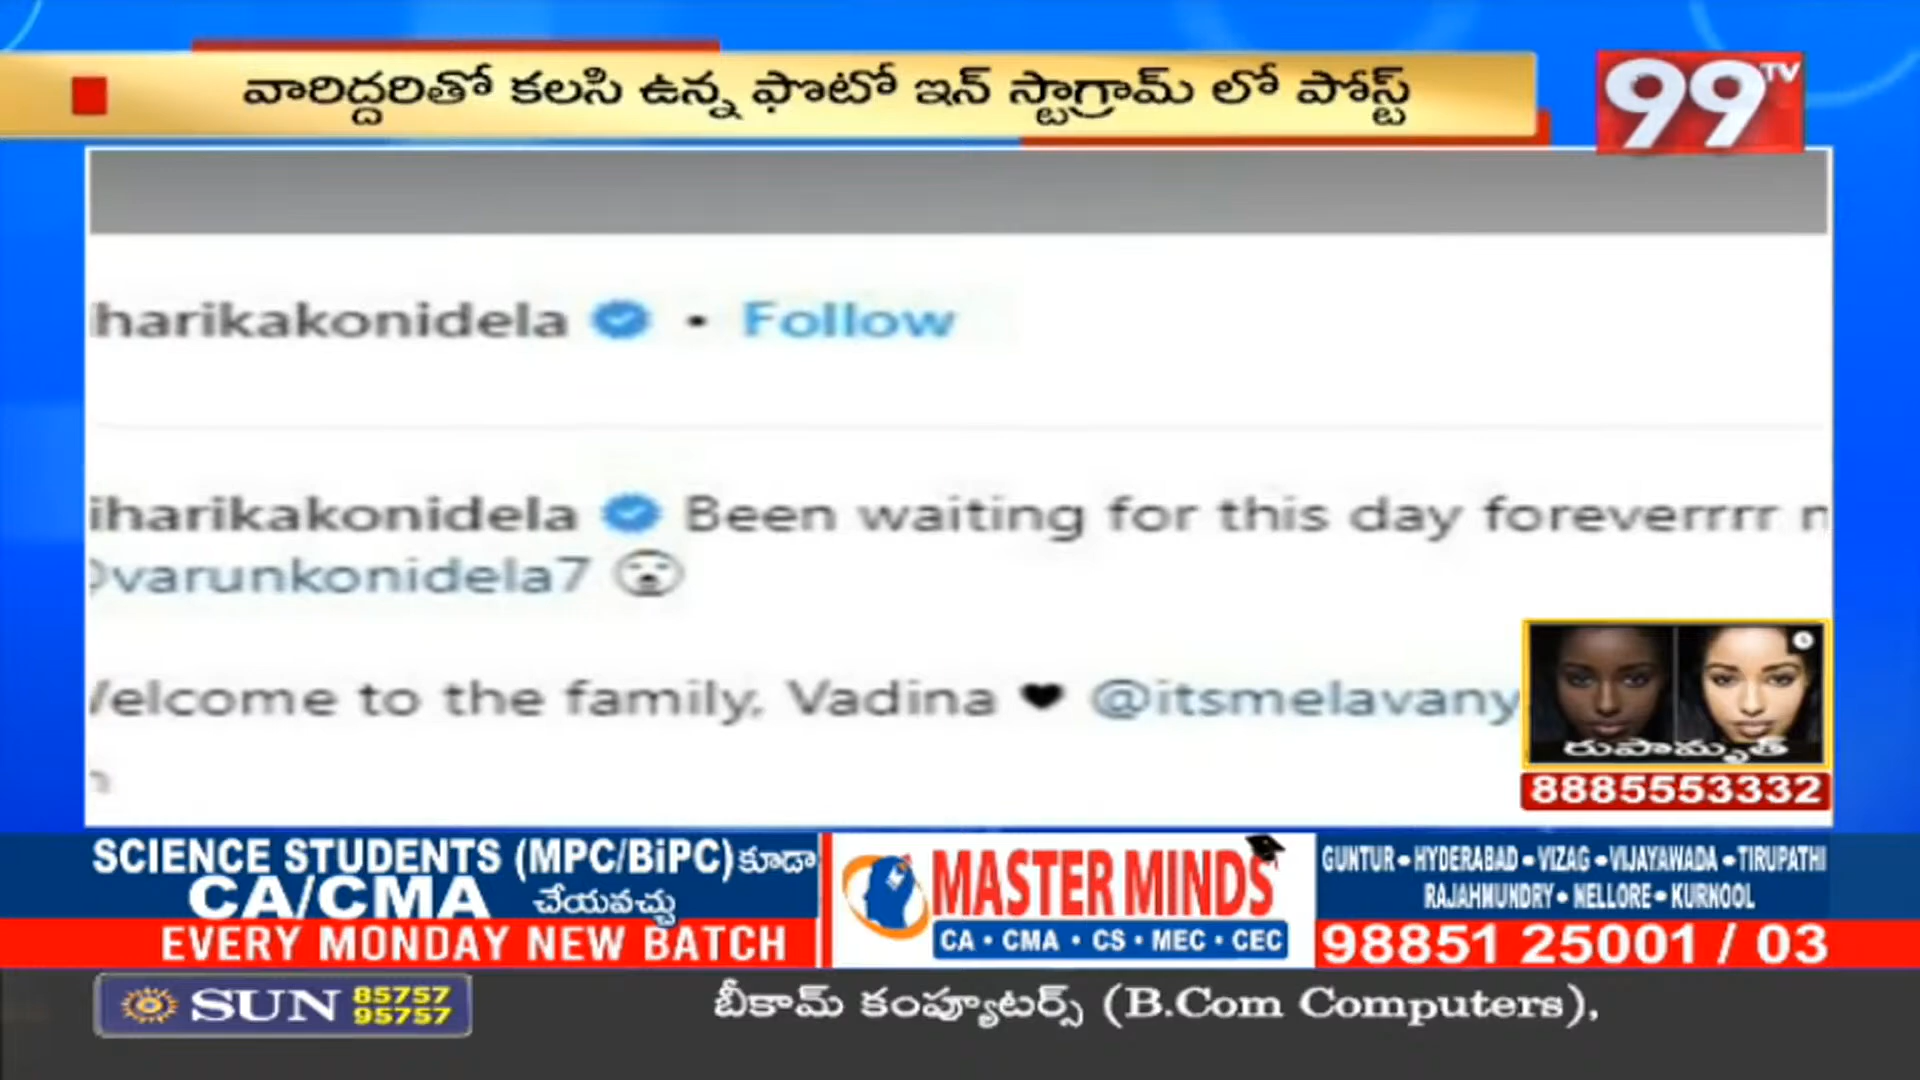 వారిద్దరితో కలసి ఉన్న ఫొటో ఇన్ స్టాగ్రామ్ లో పోస్ట్
99 TV
iharikakonidela • Follow
iharikakonidela Been waiting for this day foreverrrr
@varunkonidela7
Welcome to the family, Vadina ♥ @itsmelavany
రుపామృత్
8885553332
SCIENCE STUDENTS (MPC/BiPC) కూడా
CA/CMA చేయవచ్చు
EVERY MONDAY NEW BATCH
MASTER MINDS
CA • CMA • CS • MEC • CEC
GUNTUR • HYDERABAD • VIZAG • VIJAYAWADA • TIRUPATHI
RAJAHMUNDRY • NELLORE • KURNOOL
98851 25001 / 03
SUN 85757
95757
బీకామ్ కంప్యూటర్స్ (B.Com Computers),